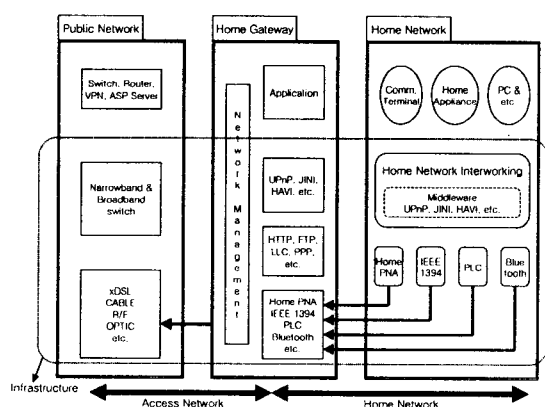 Public Network
Home Gateway
Home Network
Switch, Router,
VPN, ASP Server
Narrowband &
Broadband
switch
xDSL
CABLE
R/F
OPTIC
etc.
Network Management
Application
UPnP, JINI,
HAVI, etc.
HTTP, FTP,
LLC, PPP,
etc.
Home PNA
IEEE 1394
PLC
Bluetooth
etc.
Comm.
Terminal
Home
Appliance
PC &
etc
Home Network Interworking
Middleware
UPnP, JINI, HAVI, etc.
Home
PNA
IEEE
1394
PLC
Blue
tooth
Infrastructure
Access Network
Home Network